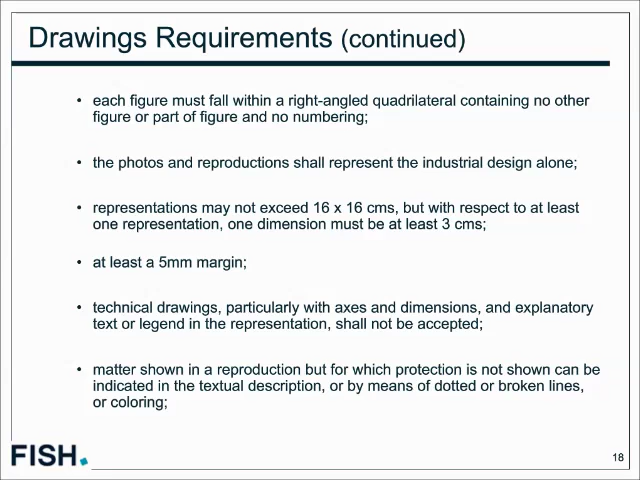 Drawings Requirements (continued)
• each figure must fall within a right-angled quadrilateral containing no other
figure or part of figure and no numbering;
• the photos and reproductions shall represent the industrial design alone;
• representations may not exceed 16 x 16 cms, but with respect to at least
one representation, one dimension must be at least 3 cms;
• at least a 5mm margin;
• technical drawings, particularly with axes and dimensions, and explanatory
text or legend in the representation, shall not be accepted;
• matter shown in a reproduction but for which protection is not shown can be
indicated in the textual description, or by means of dotted or broken lines,
or coloring;
FISH.
18